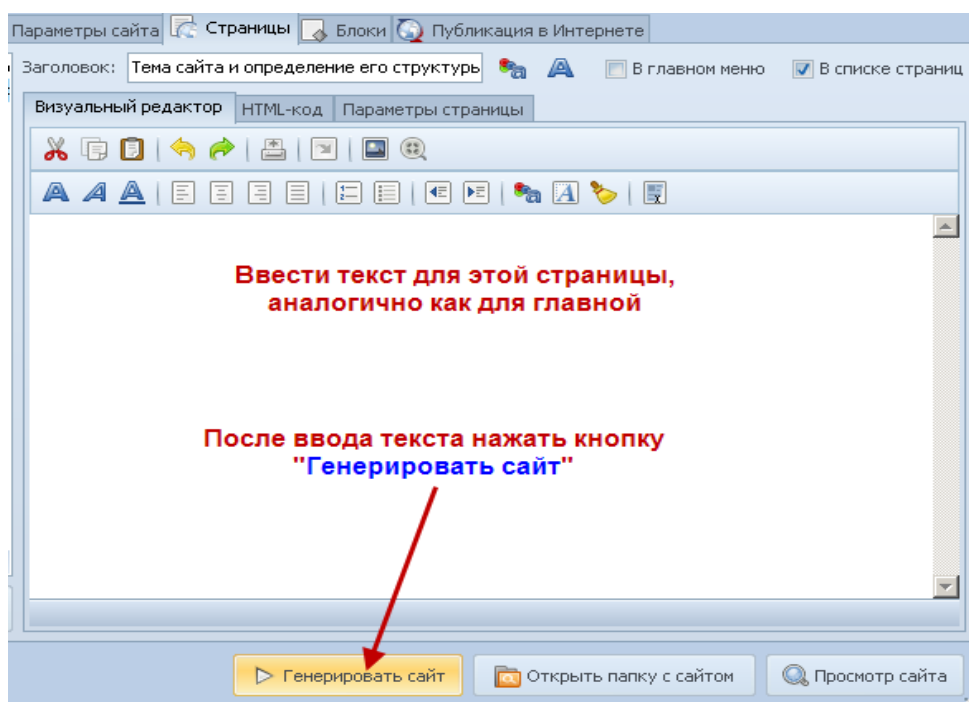 Параметры сайта Страницы Блоки Публикация в Интернете
Заголовок: Тема сайта и определение его структуры В главном меню В списке страниц
Визуальный редактор HTML-код Параметры страницы
Ввести текст для этой страницы,
аналогично как для главной
После ввода текста нажать кнопку
"Генерировать сайт"
Генерировать сайт Открыть папку с сайтом Просмотр сайта